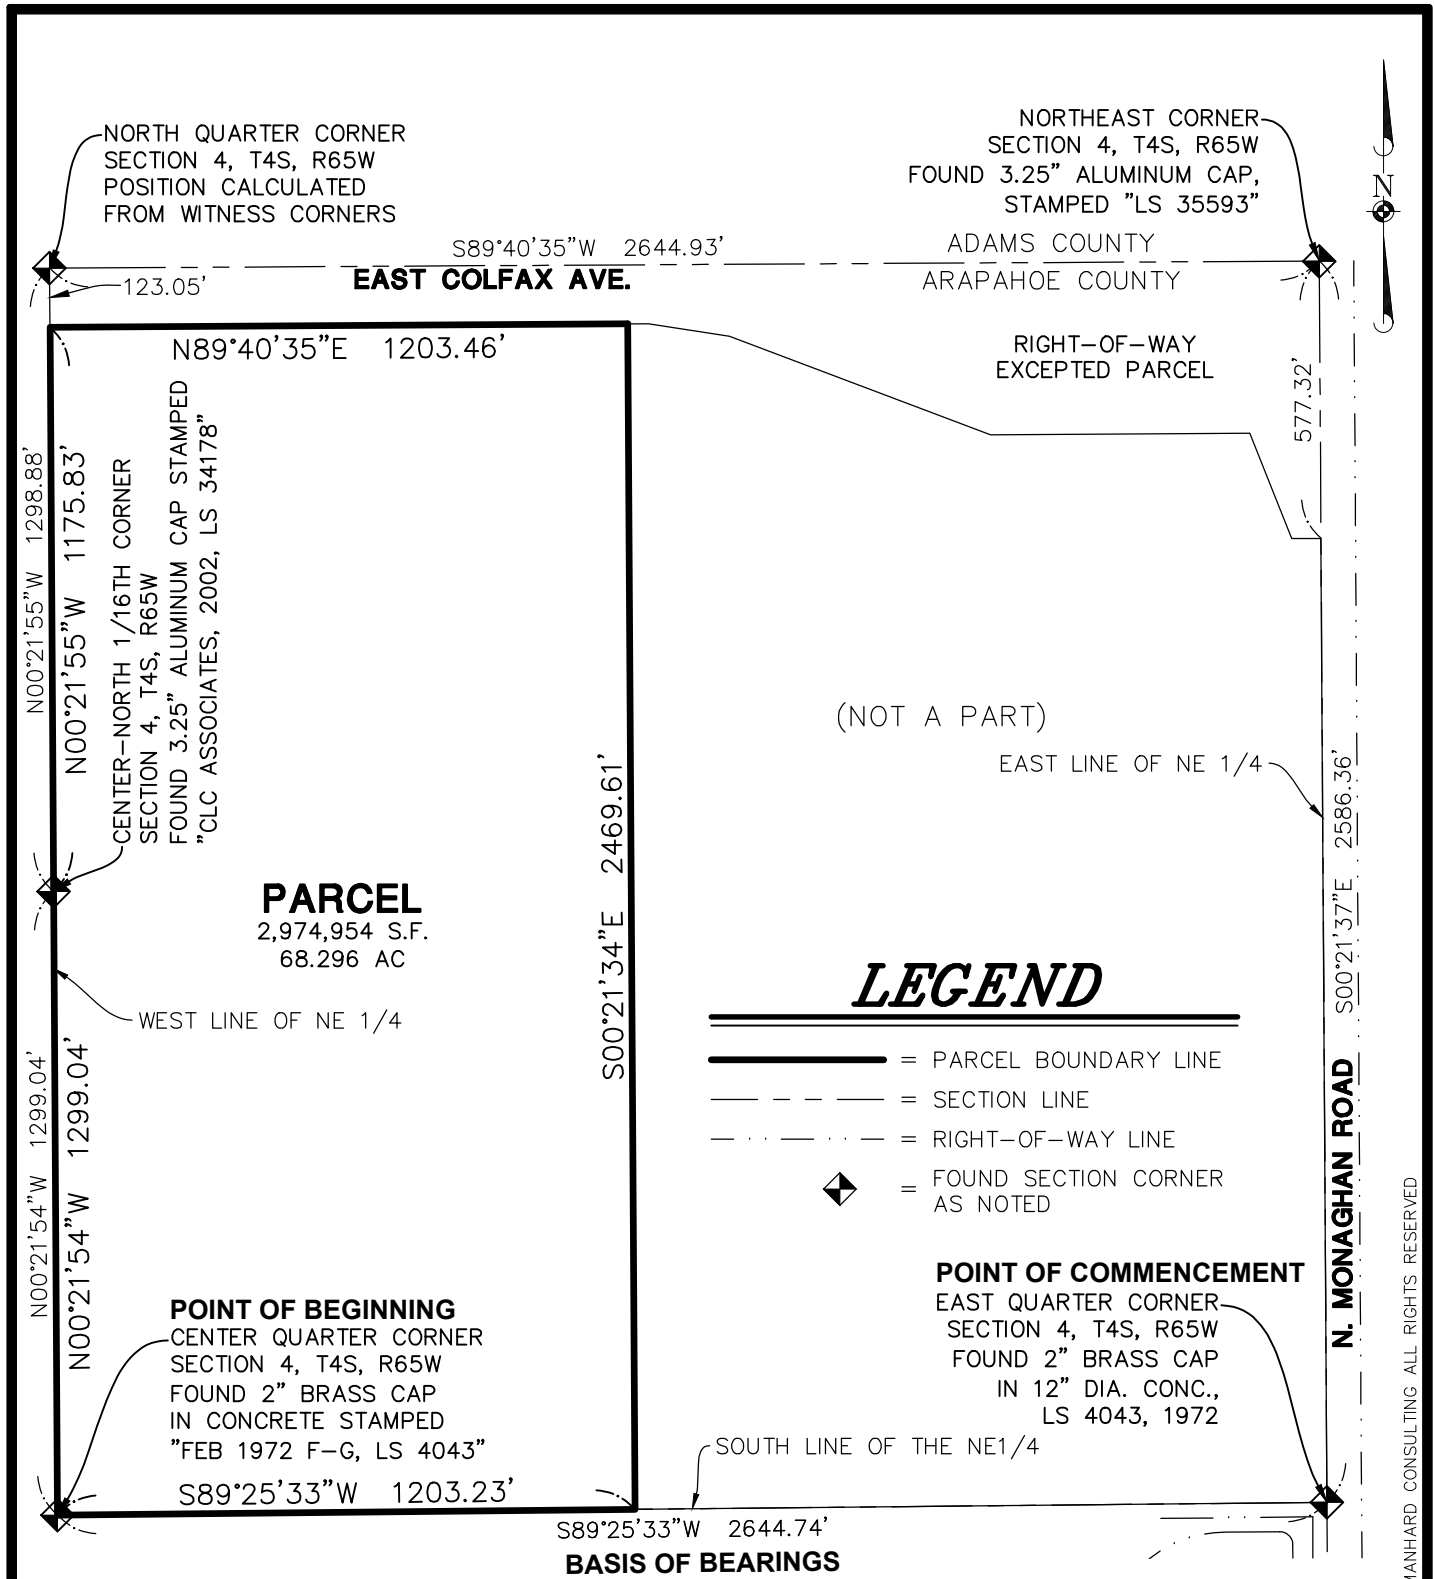 NORTH QUARTER CORNER
SECTION 4, T4S, R65W
POSITION CALCULATED
FROM WITNESS CORNERS
NORTHEAST CORNER
SECTION 4, T4S, R65W
FOUND 3.25" ALUMINUM CAP,
STAMPED "LS 35593"
N
S89°40'35"W 2644.93'
ADAMS COUNTY
EAST COLFAX AVE.
ARAPAHOE COUNTY
123.05'
N89°40'35"E 1203.46'
RIGHT-OF-WAY
EXCEPTED PARCEL
577.32'
N00°21'55"W 1298.88'
N00°21'55"W 1175.83'
CENTER-NORTH 1/16TH CORNER
SECTION 4, T4S, R65W
FOUND 3.25" ALUMINUM CAP STAMPED
"CLC ASSOCIATES, 2002, LS 34178"
(NOT A PART)
EAST LINE OF NE 1/4
S00°21'37"E 2586.36'
S00°21'34"E 2469.61'
PARCEL
2,974,954 S.F.
68.296 AC
WEST LINE OF NE 1/4
LEGEND
= PARCEL BOUNDARY LINE
= SECTION LINE
= RIGHT-OF-WAY LINE
= FOUND SECTION CORNER
AS NOTED
N00°21'54"W 1299.04'
N00°21'54"W 1299.04'
N. MONAGHAN ROAD
POINT OF BEGINNING
CENTER QUARTER CORNER
SECTION 4, T4S, R65W
FOUND 2" BRASS CAP
IN CONCRETE STAMPED
"FEB 1972 F-G, LS 4043"
POINT OF COMMENCEMENT
EAST QUARTER CORNER
SECTION 4, T4S, R65W
FOUND 2" BRASS CAP
IN 12" DIA. CONC.,
LS 4043, 1972
SOUTH LINE OF THE NE1/4
S89°25'33"W 1203.23'
S89°25'33"W 2644.74'
BASIS OF BEARINGS
MANHARD CONSULTING ALL RIGHTS RESERVED